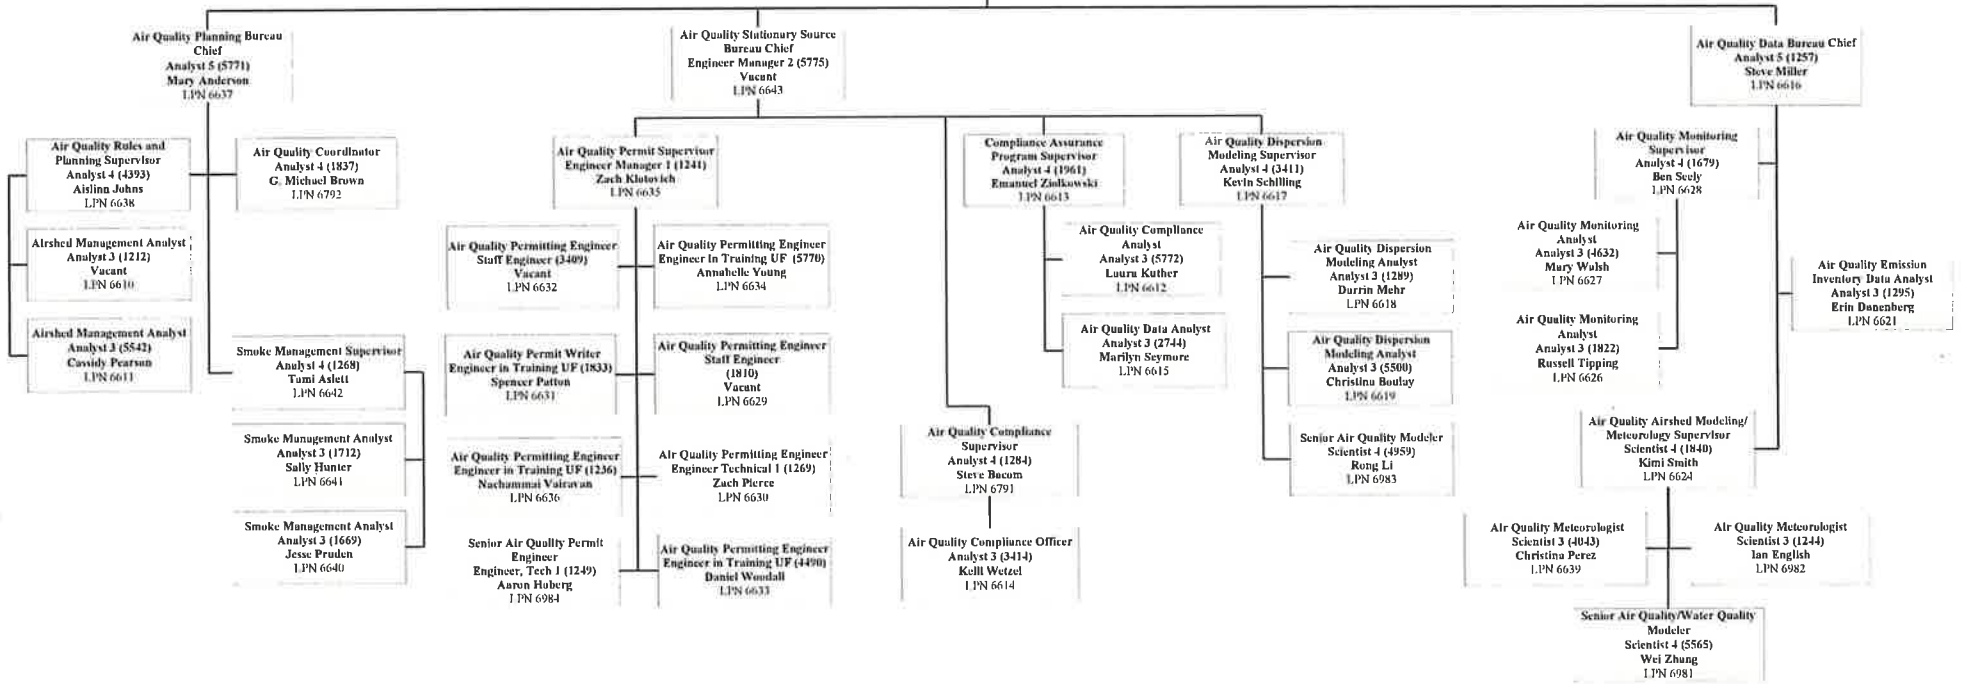 Air Quality Planning Bureau
Chief
Analyst 5 (5771)
Mary Anderson
LPN 6637
Air Quality Stationary Source
Bureau Chief
Engineer Manager 2 (5775)
Vacant
LPN 6643
Air Quality Data Bureau Chief
Analyst 5 (1257)
Steve Miller
LPN 6616
Air Quality Rules and
Planning Supervisor
Analyst 4 (4393)
Aislinn Johns
LPN 6638
Air Quality Coordinator
Analyst 4 (1837)
G. Michael Brown
LPN 6792
Airshed Management Analyst
Analyst 3 (1212)
Vacant
LPN 6610
Airshed Management Analyst
Analyst 3 (5542)
Cassidy Pearson
LPN 6611
Smoke Management Supervisor
Analyst 4 (1268)
Tami Aslett
LPN 6642
Smoke Management Analyst
Analyst 3 (1712)
Sally Hunter
LPN 6641
Smoke Management Analyst
Analyst 3 (1669)
Jesse Pruden
LPN 6640
Air Quality Permit Supervisor
Engineer Manager 1 (1241)
Zach Klotovich
LPN 6635
Air Quality Permitting Engineer
Staff Engineer (3409)
Vacant
LPN 6632
Air Quality Permitting Engineer
Engineer In Training UF (5770)
Annabelle Young
LPN 6634
Air Quality Permit Writer
Engineer in Training UF (1833)
Spencer Patton
LPN 6631
Air Quality Permitting Engineer
Staff Engineer
(1810)
Vacant
LPN 6629
Air Quality Permitting Engineer
Engineer in Training UF (1236)
Nachammai Vairavan
LPN 6636
Air Quality Permitting Engineer
Engineer Technical 1 (1269)
Zach Pierce
LPN 6630
Senior Air Quality Permit
Engineer
Engineer, Tech 1 (1249)
Aaron Hoberg
LPN 6984
Air Quality Permitting Engineer
Engineer in Training UF (4490)
Daniel Woodall
LPN 6633
Air Quality Compliance
Supervisor
Analyst 4 (1284)
Steve Bacom
LPN 6791
Air Quality Compliance Officer
Analyst 3 (3414)
Kelli Wetzel
LPN 6614
Compliance Assurance
Program Supervisor
Analyst 4 (1961)
Emanuel Ziolkowski
LPN 6613
Air Quality Compliance
Analyst
Analyst 3 (5772)
Laura Kuther
LPN 6612
Air Quality Data Analyst
Analyst 3 (2744)
Marilyn Seymore
LPN 6615
Air Quality Dispersion
Modeling Supervisor
Analyst 4 (3411)
Kevin Schilling
LPN 6617
Air Quality Dispersion
Modeling Analyst
Analyst 3 (1289)
Darrin Mehr
LPN 6618
Air Quality Dispersion
Modeling Analyst
Analyst 3 (5500)
Christina Boulay
LPN 6619
Senior Air Quality Modeler
Scientist 4 (4959)
Rong Li
LPN 6983
Air Quality Monitoring
Supervisor
Analyst 4 (1679)
Ben Seely
LPN 6628
Air Quality Monitoring
Analyst
Analyst 3 (4632)
Mary Walsh
LPN 6627
Air Quality Monitoring
Analyst
Analyst 3 (1822)
Russell Tipping
LPN 6626
Air Quality Emission
Inventory Data Analyst
Analyst 3 (1295)
Erin Danenberg
LPN 6621
Air Quality Airshed Modeling/
Meteorology Supervisor
Scientist 4 (1840)
Kimi Smith
LPN 6624
Air Quality Meteorologist
Scientist 3 (4043)
Christina Perez
LPN 6639
Air Quality Meteorologist
Scientist 3 (1244)
Ian English
LPN 6982
Senior Air Quality/Water Quality
Modeler
Scientist 4 (5565)
Wei Zhang
LPN 6981